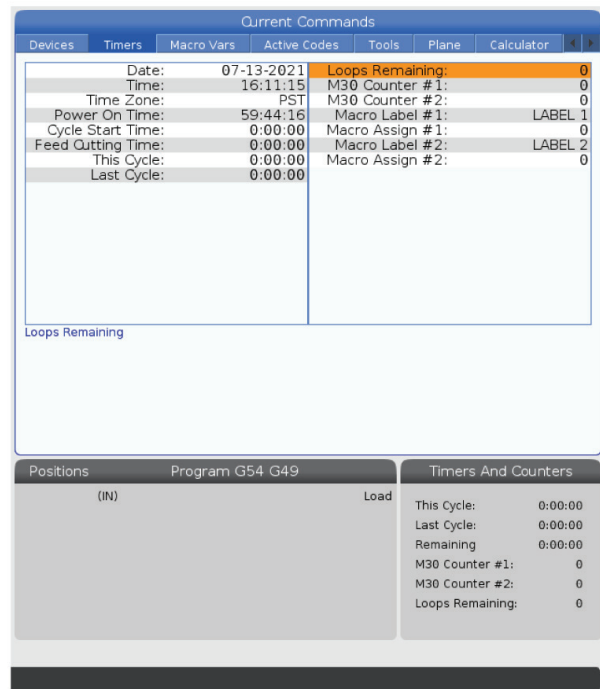 Current Commands
Devices Timers Macro Vars Active Codes Tools Plane Calculator
Date: 07-13-2021
Time: 16:11:15
Time Zone: PST
Power On Time: 59:44:16
Cycle Start Time: 0:00:00
Feed Cutting Time: 0:00:00
This Cycle: 0:00:00
Last Cycle: 0:00:00
Loops Remaining: 0
M30 Counter #1: 0
M30 Counter #2: 0
Macro Label #1: LABEL 1
Macro Assign #1: 0
Macro Label #2: LABEL 2
Macro Assign #2: 0
Loops Remaining
Positions Program G54 G49
(IN) Load
Timers And Counters
This Cycle: 0:00:00
Last Cycle: 0:00:00
Remaining 0:00:00
M30 Counter #1: 0
M30 Counter #2: 0
Loops Remaining: 0